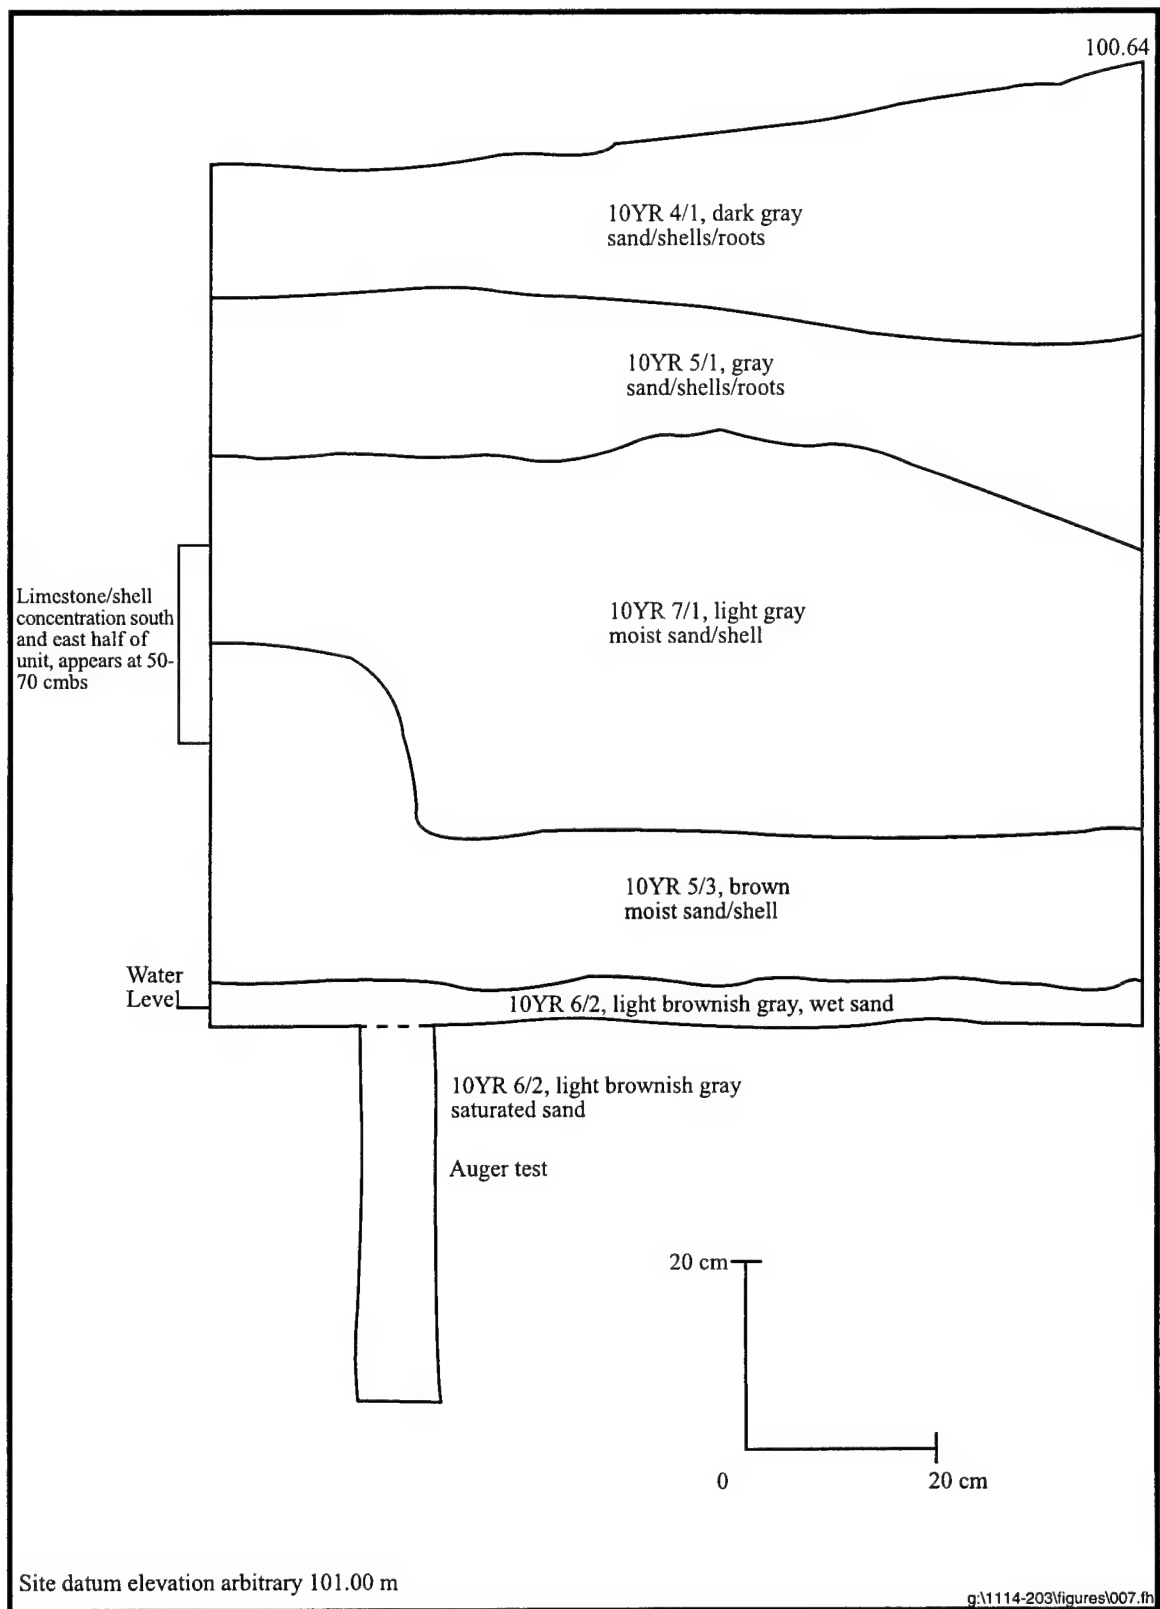 100.64
10YR 4/1, dark gray
sand/shells/roots
10YR 5/1, gray
sand/shells/roots
Limestone/shell
concentration south
and east half of
unit, appears at 50-
70 cmbs
10YR 7/1, light gray
moist sand/shell
10YR 5/3, brown
moist sand/shell
Water
Level
10YR 6/2, light brownish gray, wet sand
10YR 6/2, light brownish gray
saturated sand
Auger test
20 cm
0
20 cm
Site datum elevation arbitrary 101.00 m
g:\1114-203\figures\007.fh